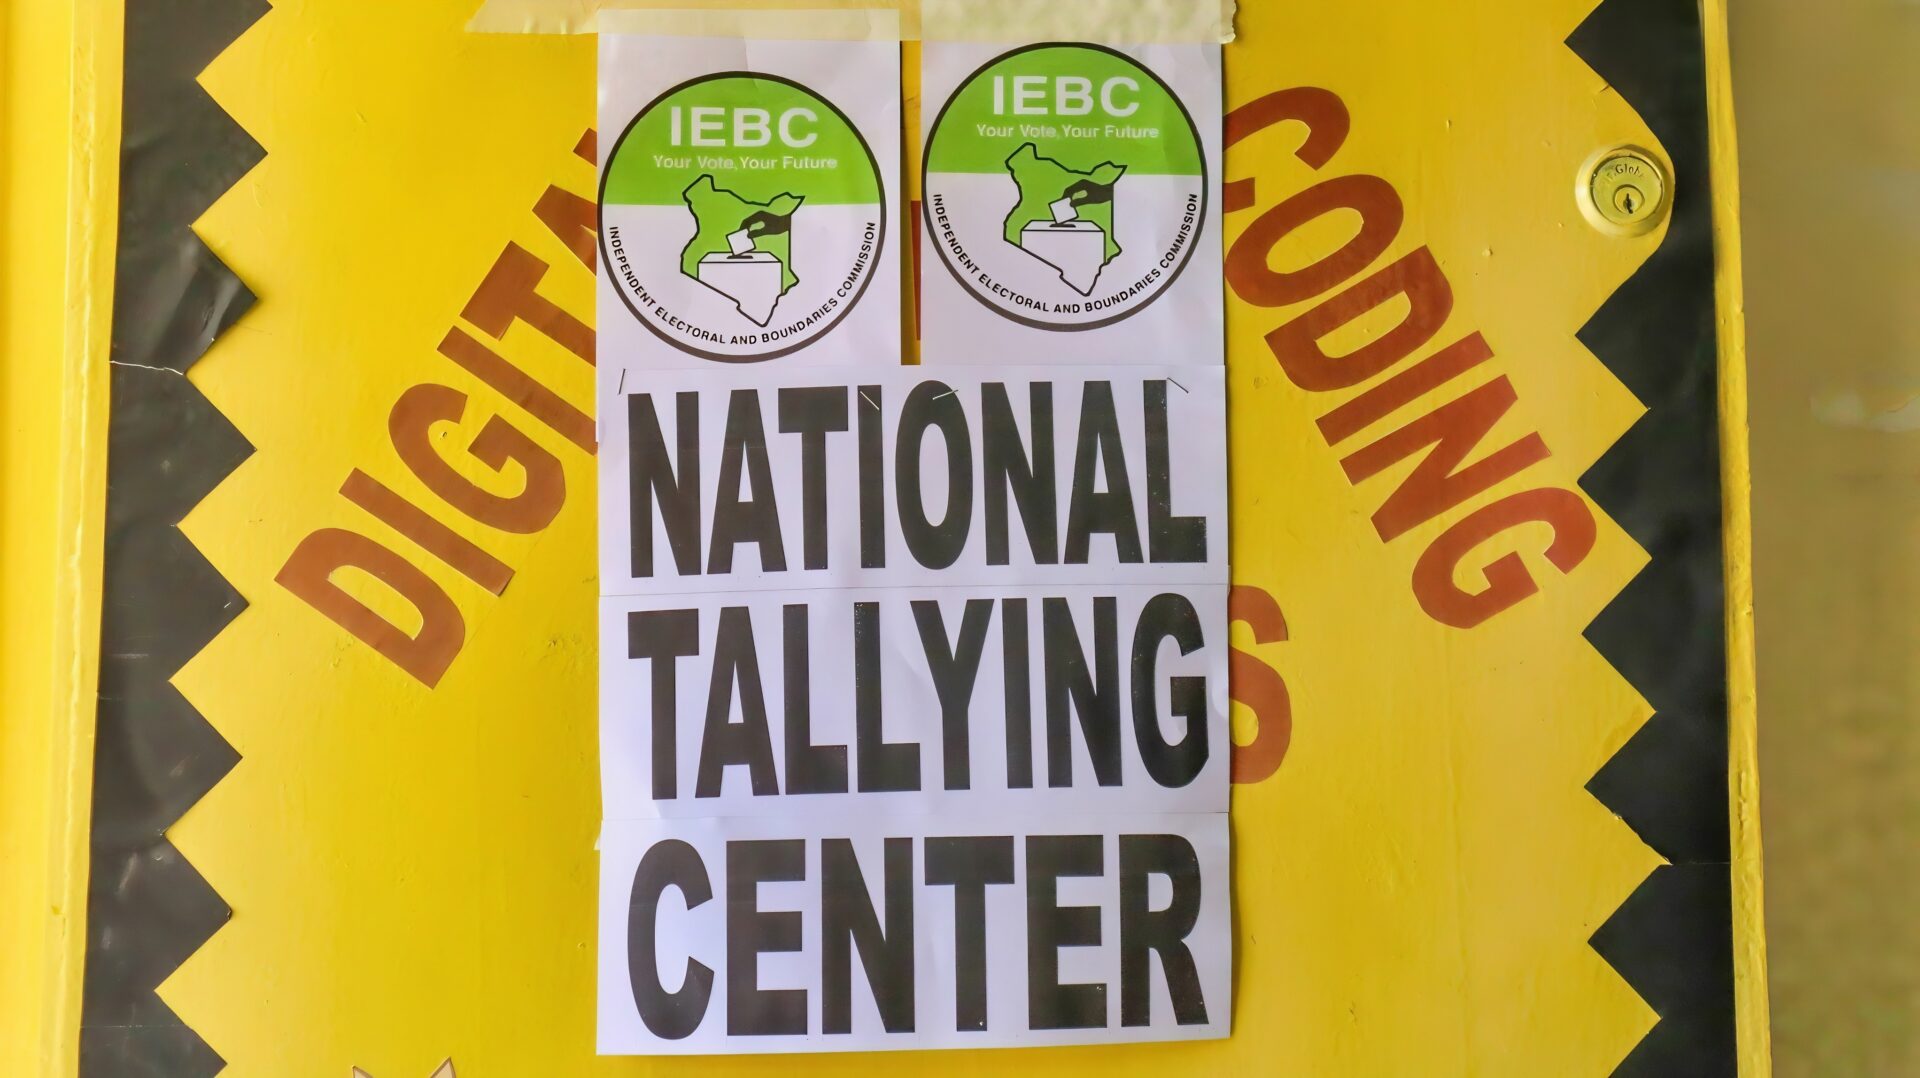 IEBC
Your Vote, Your Future
INDEPENDENT ELECTORAL AND BOUNDARIES COMMISSION
IEBC
Your Vote, Your Future
INDEPENDENT ELECTORAL AND BOUNDARIES COMMISSION
DIGITA
CODING
S
NATIONAL
TALLYING
CENTER